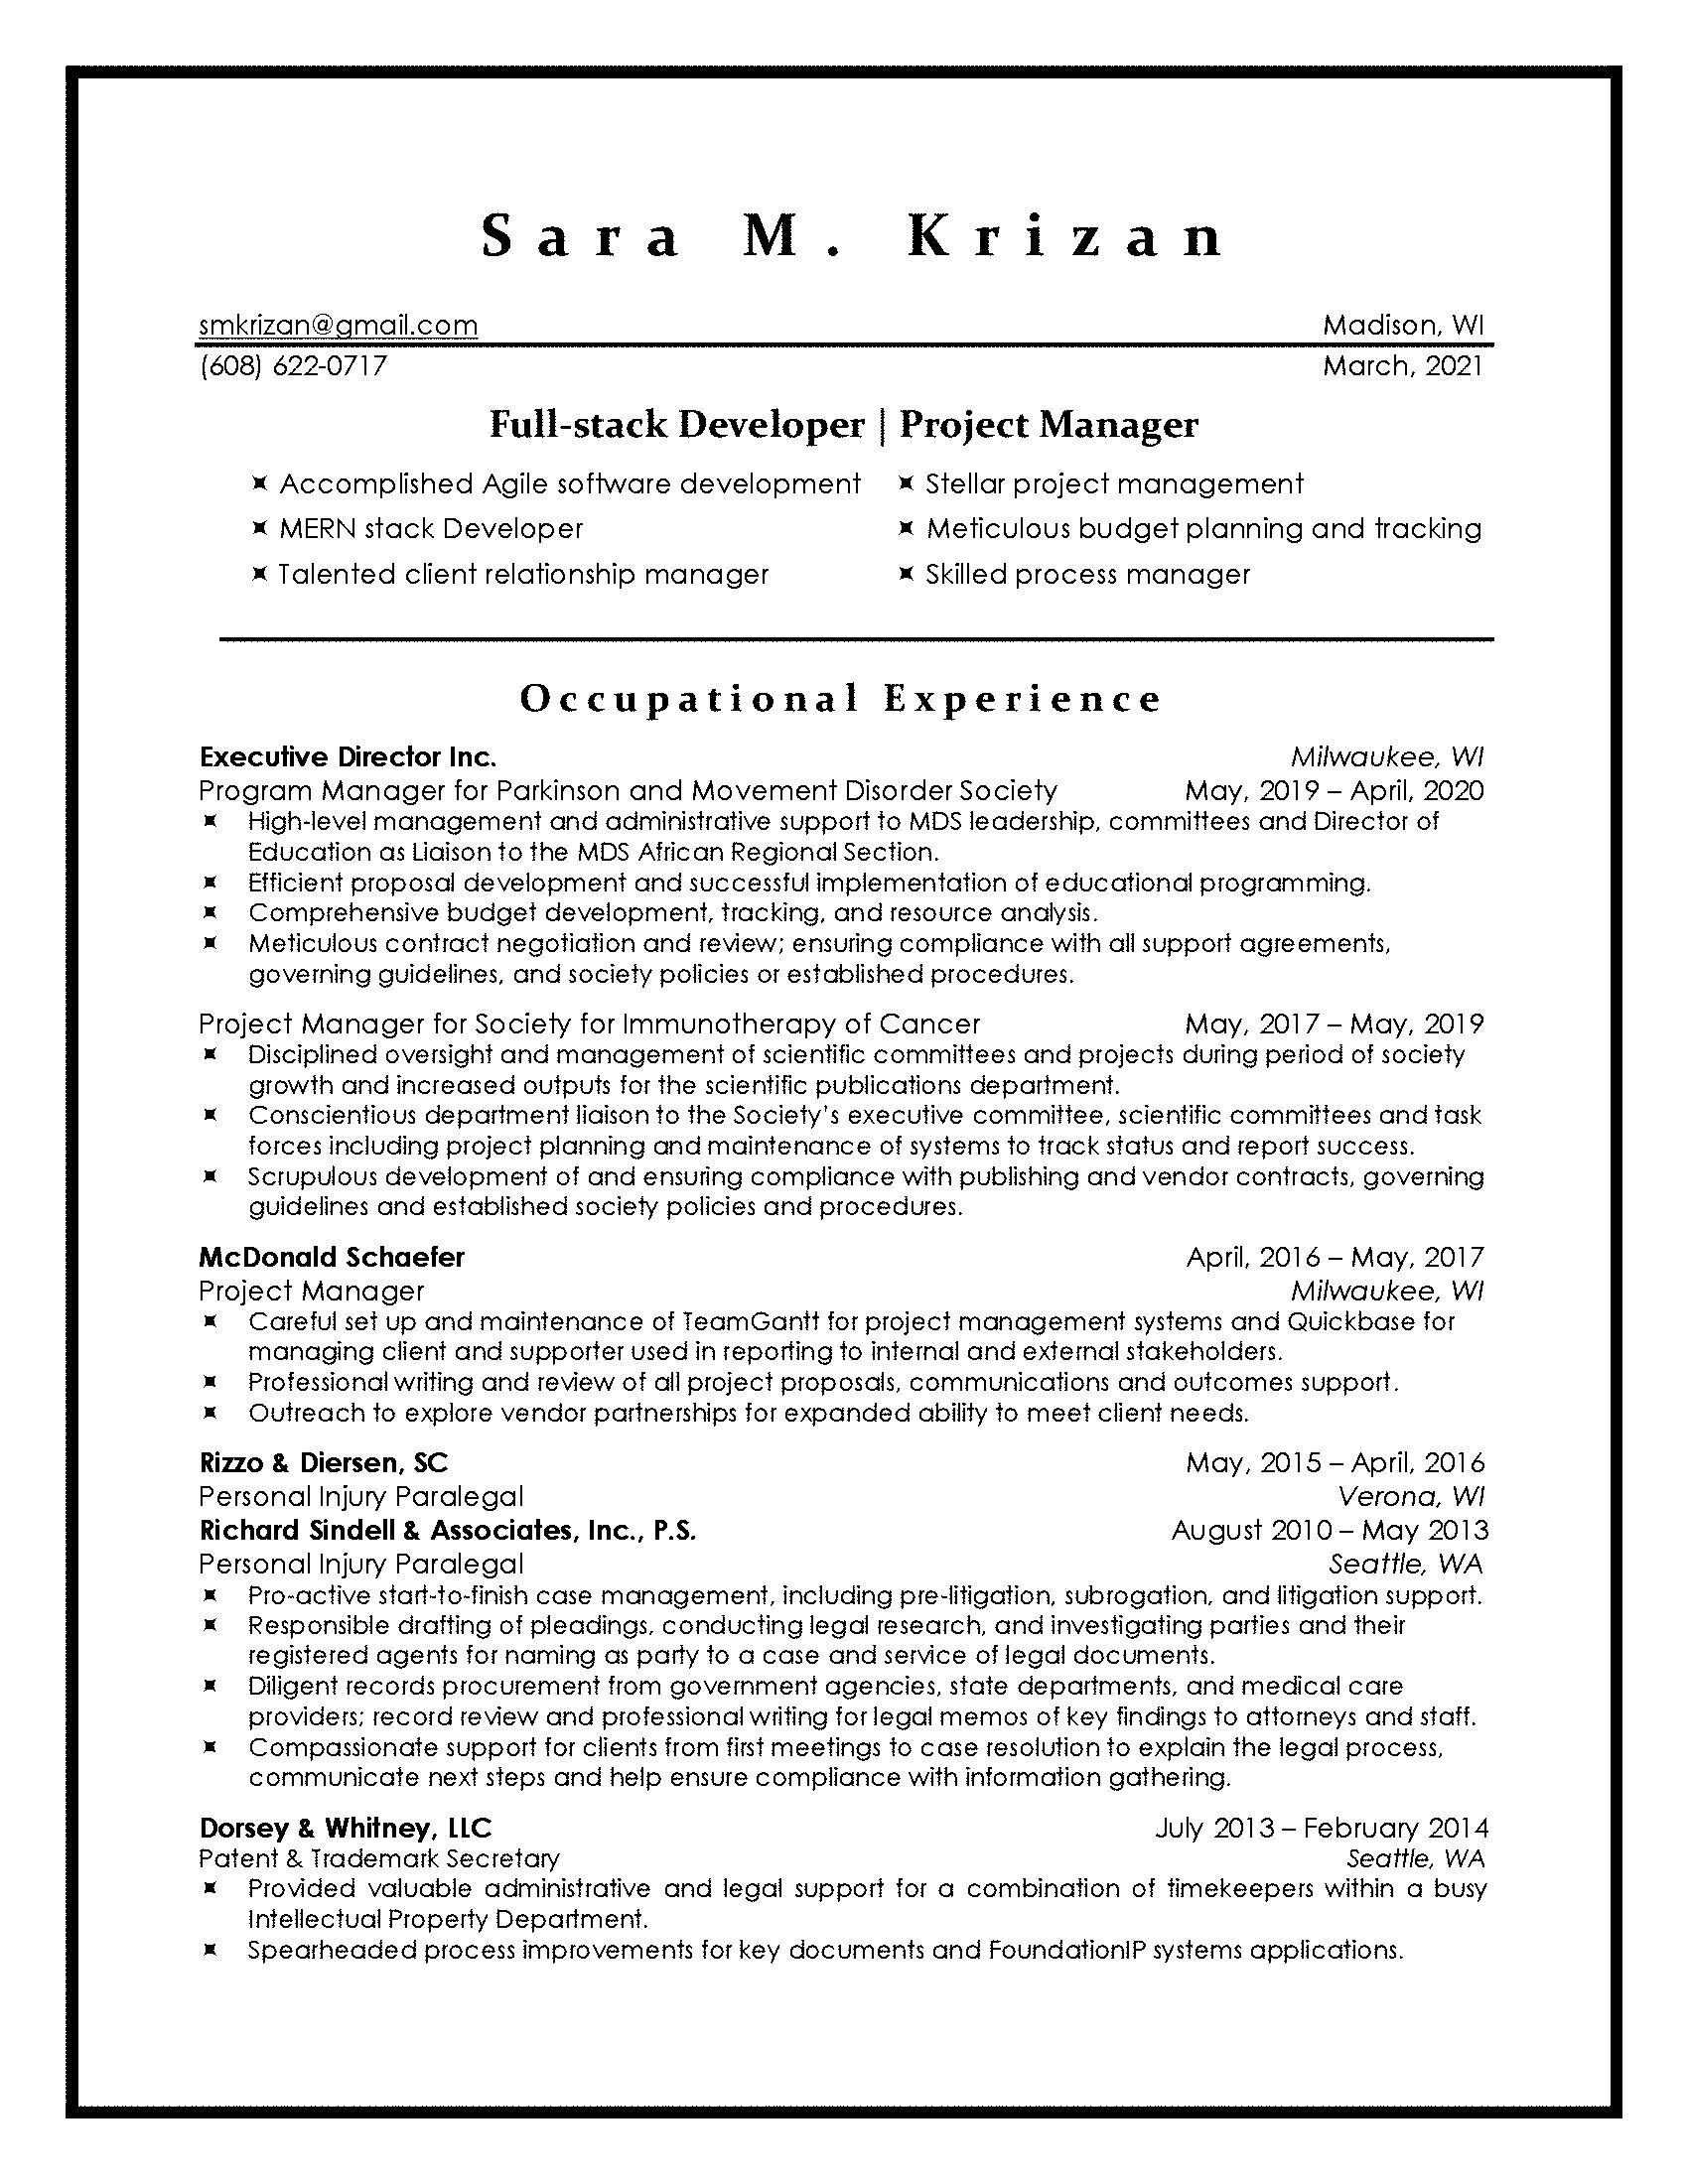 Sara M. Krizan
smkrizan@gmail.com Madison, WI
(608) 622-0717 March, 2021
Full-stack Developer | Project Manager
Accomplished Agile software development Stellar project management
MERN stack Developer Meticulous budget planning and tracking
Talented client relationship manager Skilled process manager
Occupational Experience
Executive Director Inc. Milwaukee, WI
Program Manager for Parkinson and Movement Disorder Society May, 2019 – April, 2020
High-level management and administrative support to MDS leadership, committees and Director of
Education as Liaison to the MDS African Regional Section.
Efficient proposal development and successful implementation of educational programming.
Comprehensive budget development, tracking, and resource analysis.
Meticulous contract negotiation and review; ensuring compliance with all support agreements,
governing guidelines, and society policies or established procedures.
Project Manager for Society for Immunotherapy of Cancer May, 2017 – May, 2019
Disciplined oversight and management of scientific committees and projects during period of society
growth and increased outputs for the scientific publications department.
Conscientious department liaison to the Society's executive committee, scientific committees and task
forces including project planning and maintenance of systems to track status and report success.
Scrupulous development of and ensuring compliance with publishing and vendor contracts, governing
guidelines and established society policies and procedures.
McDonald Schaefer April, 2016 – May, 2017
Project Manager Milwaukee, WI
Careful set up and maintenance of TeamGantt for project management systems and Quickbase for
managing client and supporter used in reporting to internal and external stakeholders.
Professional writing and review of all project proposals, communications and outcomes support.
Outreach to explore vendor partnerships for expanded ability to meet client needs.
Rizzo & Diersen, SC May, 2015 – April, 2016
Personal Injury Paralegal Verona, WI
Richard Sindell & Associates, Inc., P.S. August 2010 – May 2013
Personal Injury Paralegal Seattle, WA
Pro-active start-to-finish case management, including pre-litigation, subrogation, and litigation support.
Responsible drafting of pleadings, conducting legal research, and investigating parties and their
registered agents for naming as party to a case and service of legal documents.
Diligent records procurement from government agencies, state departments, and medical care
providers; record review and professional writing for legal memos of key findings to attorneys and staff.
Compassionate support for clients from first meetings to case resolution to explain the legal process,
communicate next steps and help ensure compliance with information gathering.
Dorsey & Whitney, LLC July 2013 – February 2014
Patent & Trademark Secretary Seattle, WA
Provided valuable administrative and legal support for a combination of timekeepers within a busy
Intellectual Property Department.
Spearheaded process improvements for key documents and FoundationIP systems applications.